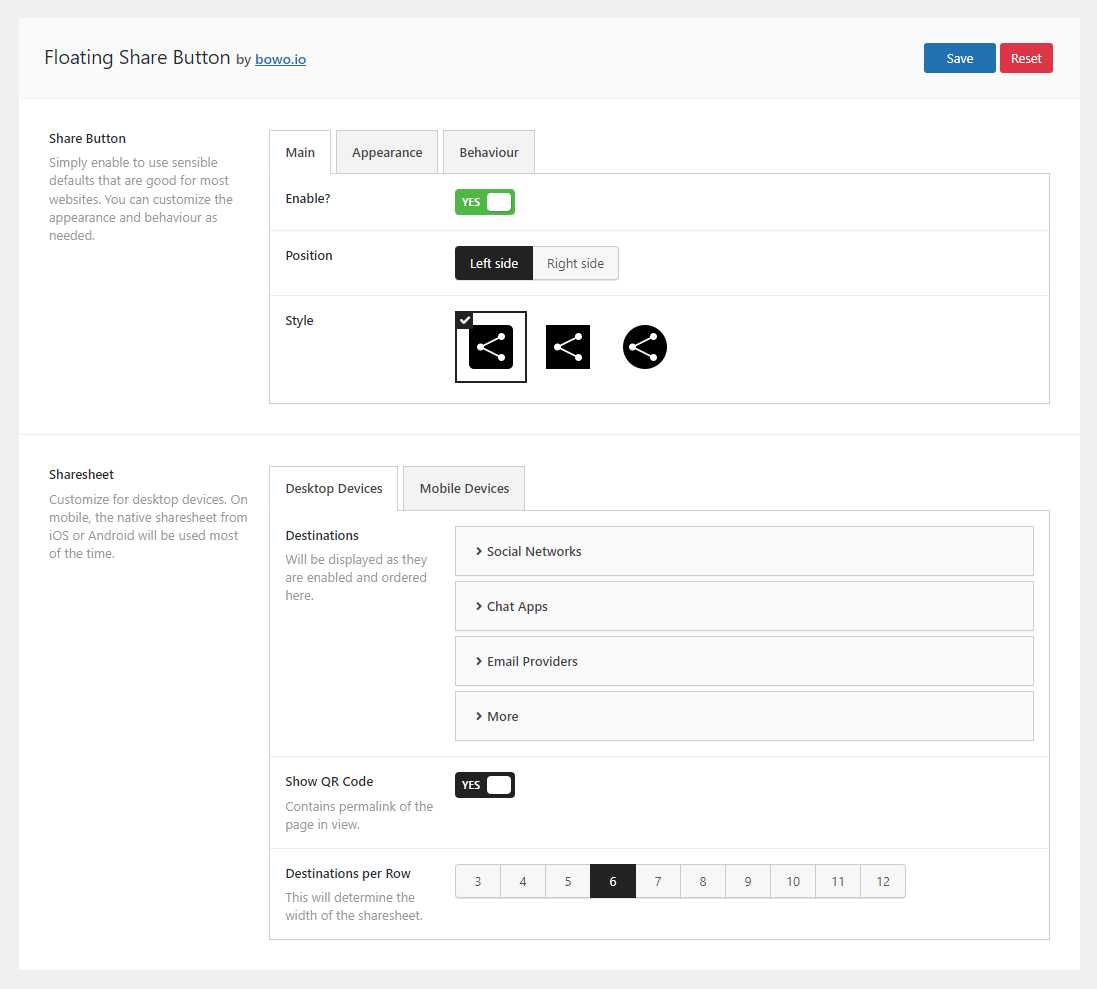 Floating Share Button by bowo.io
Save
Reset
Share Button
Simply enable to use sensible
defaults that are good for most
websites. You can customize the
appearance and behaviour as
needed.
Main
Appearance
Behaviour
Enable?
YES
Position
Left side
Right side
Style
Sharesheet
Customize for desktop devices. On
mobile, the native sharesheet from
iOS or Android will be used most
of the time.
Desktop Devices
Mobile Devices
Destinations
Will be displayed as they
are enabled and ordered
here.
Social Networks
Chat Apps
Email Providers
More
Show QR Code
Contains permalink of the
page in view.
YES
Destinations per Row
This will determine the
width of the sharesheet.
3 4 5 6 7 8 9 10 11 12